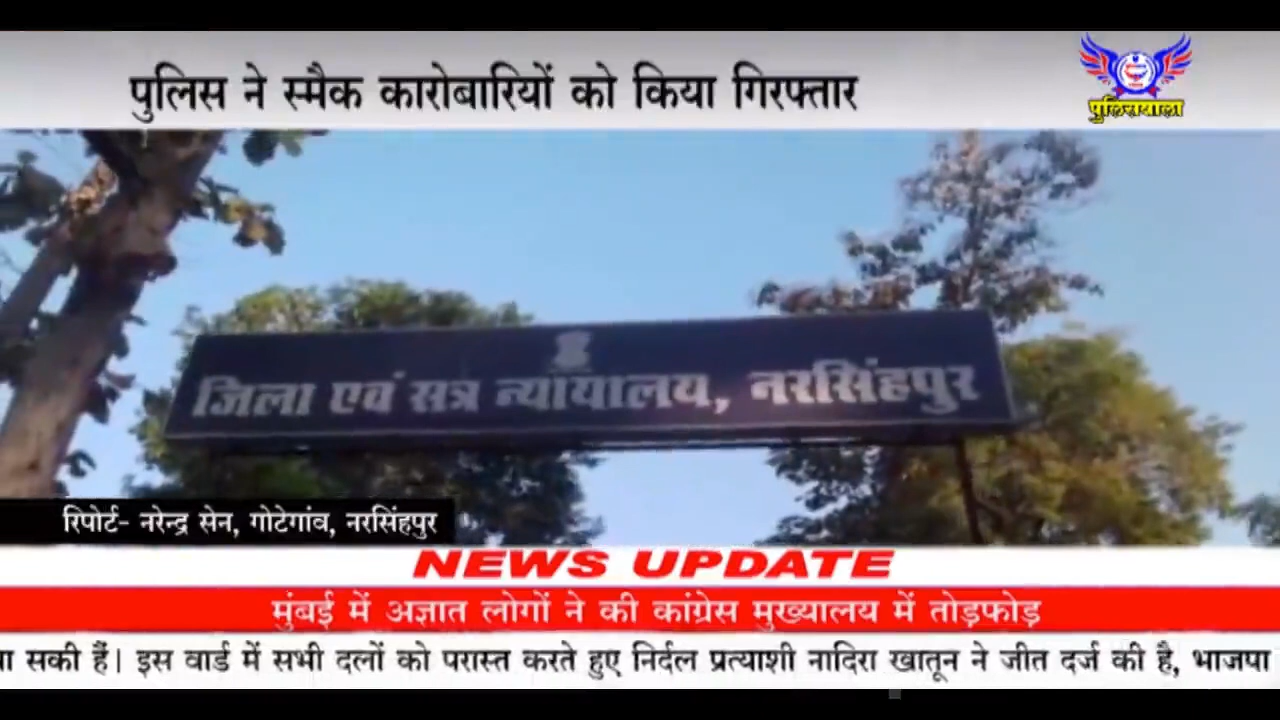 पुलिस ने स्मैक कारोबारियों को किया गिरफ्तार
पुलिसवाला
जिला एवं सत्र न्यायालय, नरसिंहपुर
रिपोर्ट- नरेन्द्र सेन, गोटेगांव, नरसिंहपुर
NEWS UPDATE
मुंबई में अज्ञात लोगों ने की कांग्रेस मुख्यालय में तोड़फोड़
सकी हैं। इस वार्ड में सभी दलों को परास्त करते हुए निर्दल प्रत्याशी नादिरा खातून ने जीत दर्ज की है, भाजपा